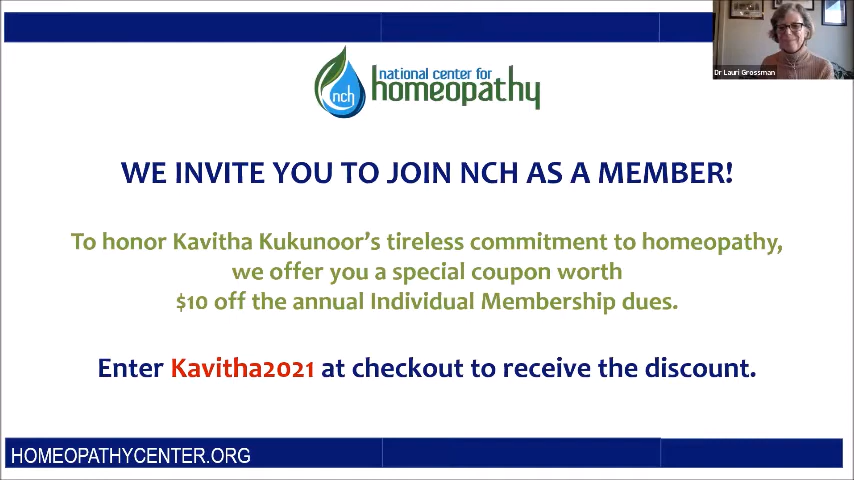 Dr Lauri Grossman
national center for
homeopathy
nch
WE INVITE YOU TO JOIN NCH AS A MEMBER!
To honor Kavitha Kukunoor's tireless commitment to homeopathy,
we offer you a special coupon worth
$10 off the annual Individual Membership dues.
Enter Kavitha2021 at checkout to receive the discount.
HOMEOPATHYCENTER.ORG